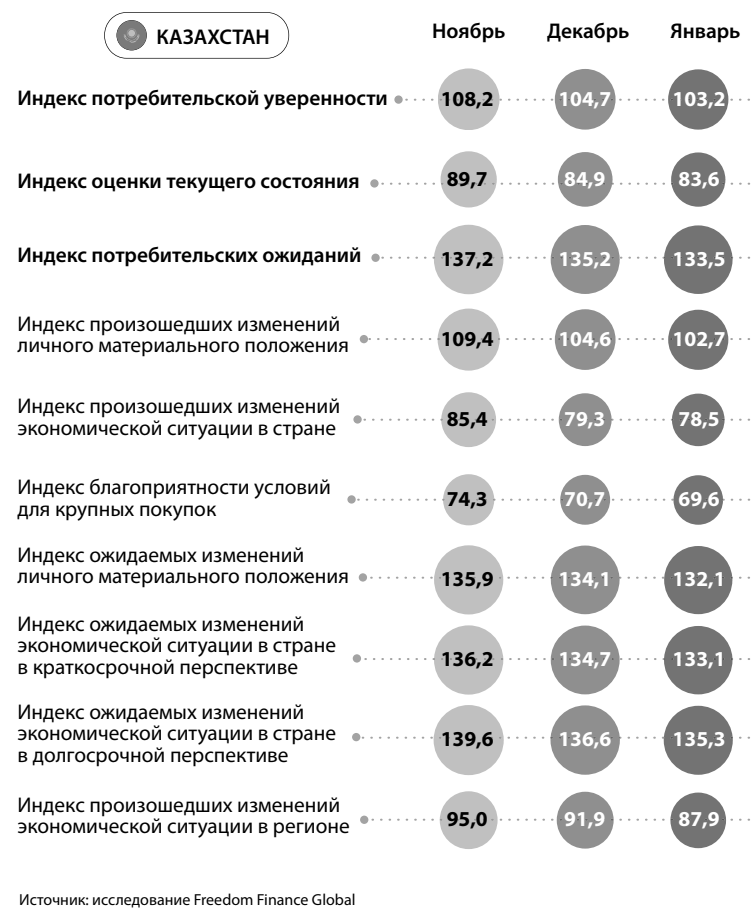 КАЗАХСТАН
Ноябрь Декабрь Январь
Индекс потребительской уверенности 108,2 104,7 103,2
Индекс оценки текущего состояния 89,7 84,9 83,6
Индекс потребительских ожиданий 137,2 135,2 133,5
Индекс произошедших изменений
личного материального положения 109,4 104,6 102,7
Индекс произошедших изменений
экономической ситуации в стране 85,4 79,3 78,5
Индекс благоприятности условий
для крупных покупок 74,3 70,7 69,6
Индекс ожидаемых изменений
личного материального положения 135,9 134,1 132,1
Индекс ожидаемых изменений
экономической ситуации в стране
в краткосрочной перспективе 136,2 134,7 133,1
Индекс ожидаемых изменений
экономической ситуации в стране
в долгосрочной перспективе 139,6 136,6 135,3
Индекс произошедших изменений
экономической ситуации в регионе 95,0 91,9 87,9
Источник: исследование Freedom Finance Global